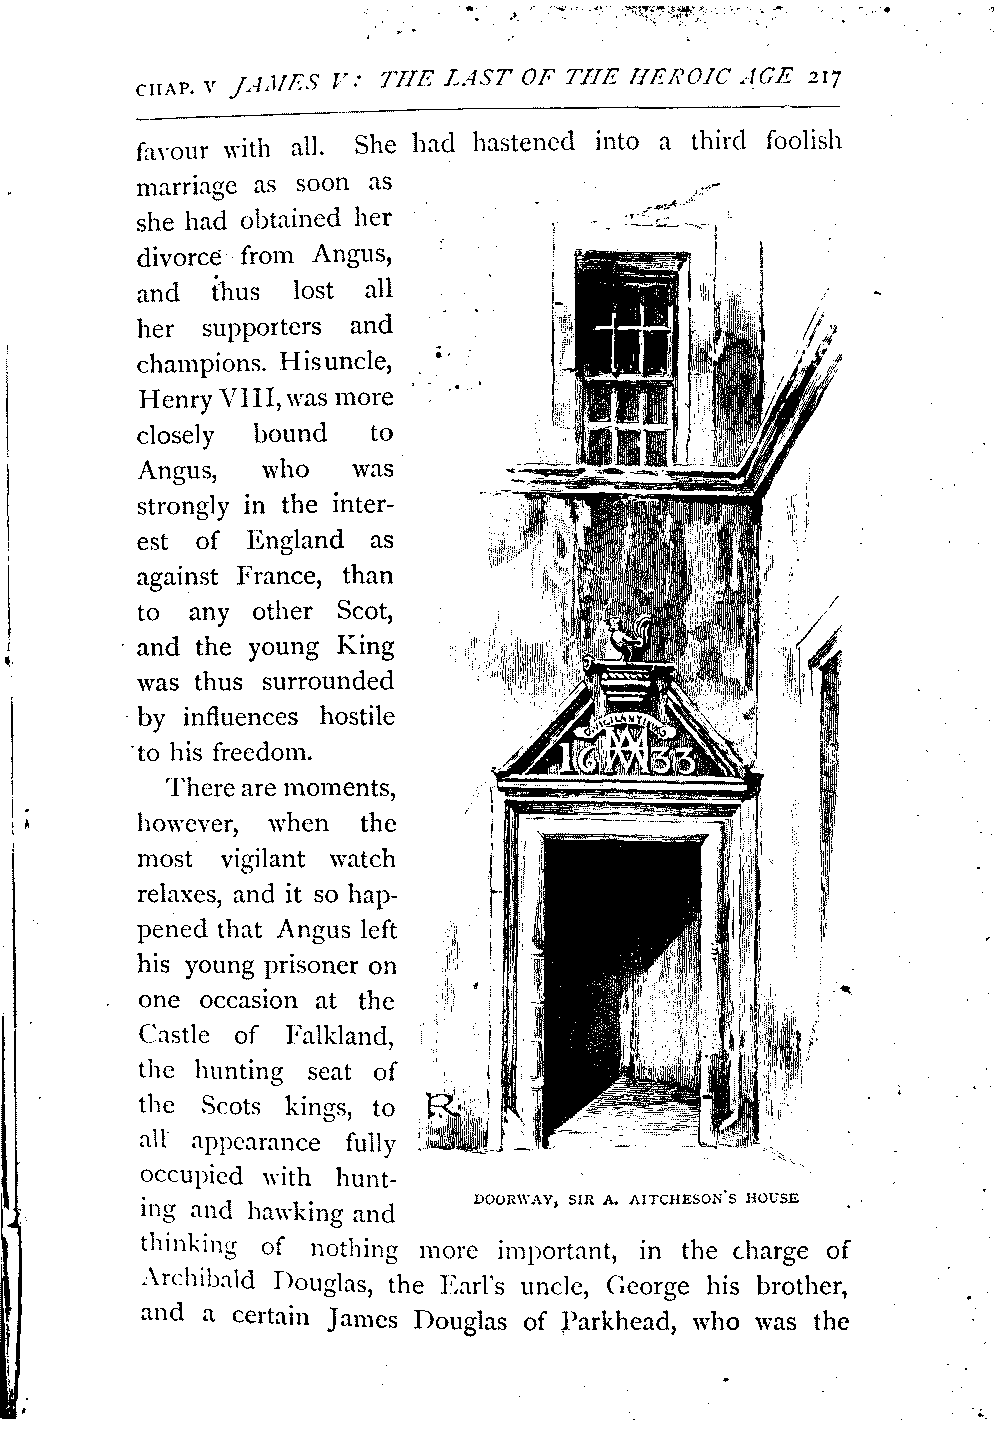 CHAP. V JAMES V: THE LAST OF THE HEROIC AGE 217
favour with all. She had hastened into a third foolish
marriage as soon as
she had obtained her
divorce from Angus,
and thus lost all
her supporters and
champions. His uncle,
Henry VIII, was more
closely bound to
Angus, who was
strongly in the inter-
est of England as
against France, than
to any other Scot,
and the young King
was thus surrounded
by influences hostile
to his freedom.
There are moments,
however, when the
most vigilant watch
relaxes, and it so hap-
pened that Angus left
his young prisoner on
one occasion at the
Castle of Falkland,
the hunting seat of
the Scots kings, to
all appearance fully
occupied with hunt-
ing and hawking and
VIGILANTIBUS
16 33
R
DOORWAY, SIR A. AITCHESON'S HOUSE
thinking of nothing more important, in the charge of
Archibald Douglas, the Earl's uncle, George his brother,
and a certain James Douglas of Parkhead, who was the